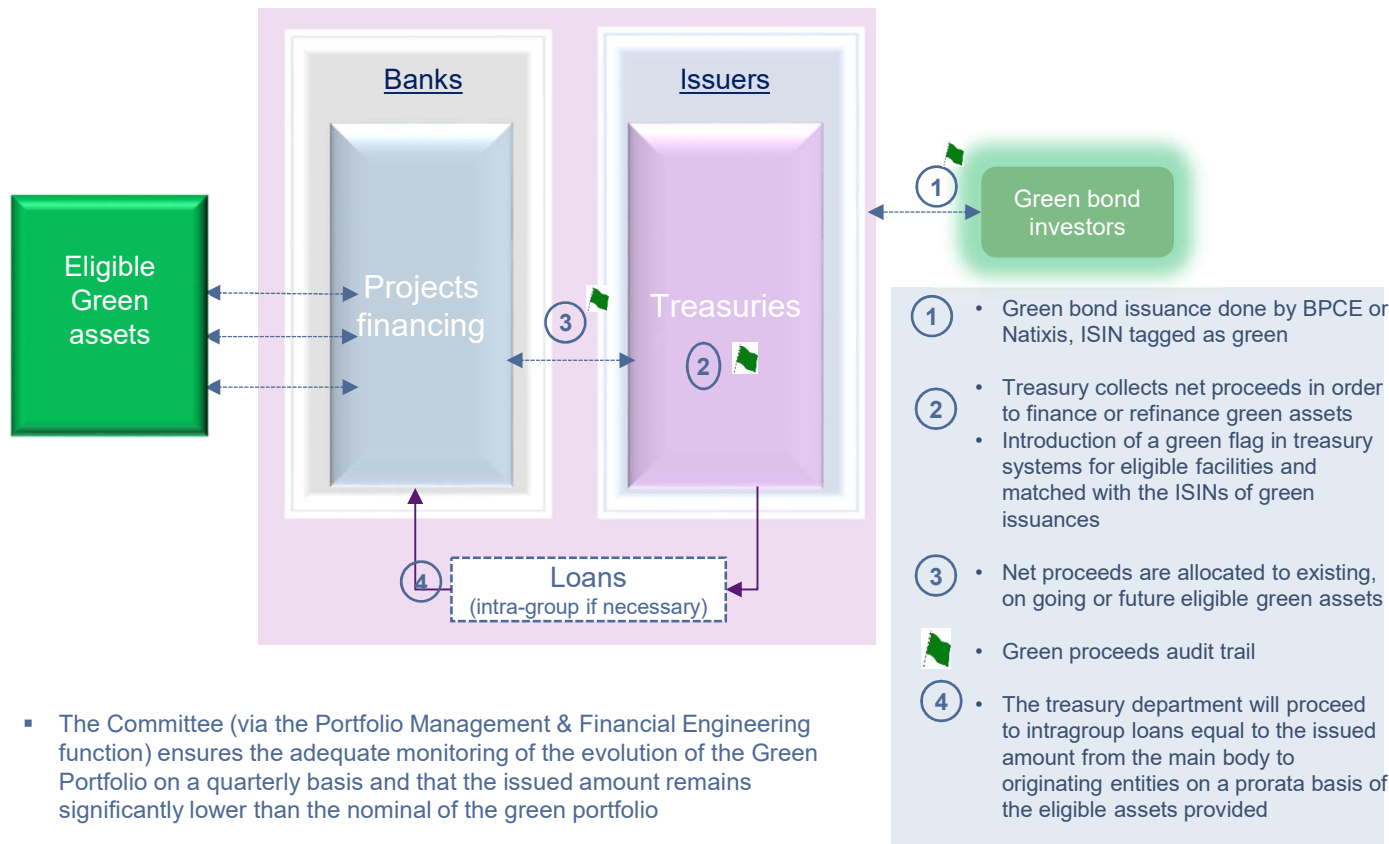 Banks
Issuers
Eligible
Green
assets
Projects
financing
3
Treasuries
2
1
Green bond
investors
4
Loans
(intra-group if necessary)
1
• Green bond issuance done by BPCE or
Natixis, ISIN tagged as green
2
• Treasury collects net proceeds in order
to finance or refinance green assets
• Introduction of a green flag in treasury
systems for eligible facilities and
matched with the ISINs of green
issuances
3
• Net proceeds are allocated to existing,
on going or future eligible green assets
• Green proceeds audit trail
4
• The treasury department will proceed
to intragroup loans equal to the issued
amount from the main body to
originating entities on a prorata basis of
the eligible assets provided
▪ The Committee (via the Portfolio Management & Financial Engineering
function) ensures the adequate monitoring of the evolution of the Green
Portfolio on a quarterly basis and that the issued amount remains
significantly lower than the nominal of the green portfolio